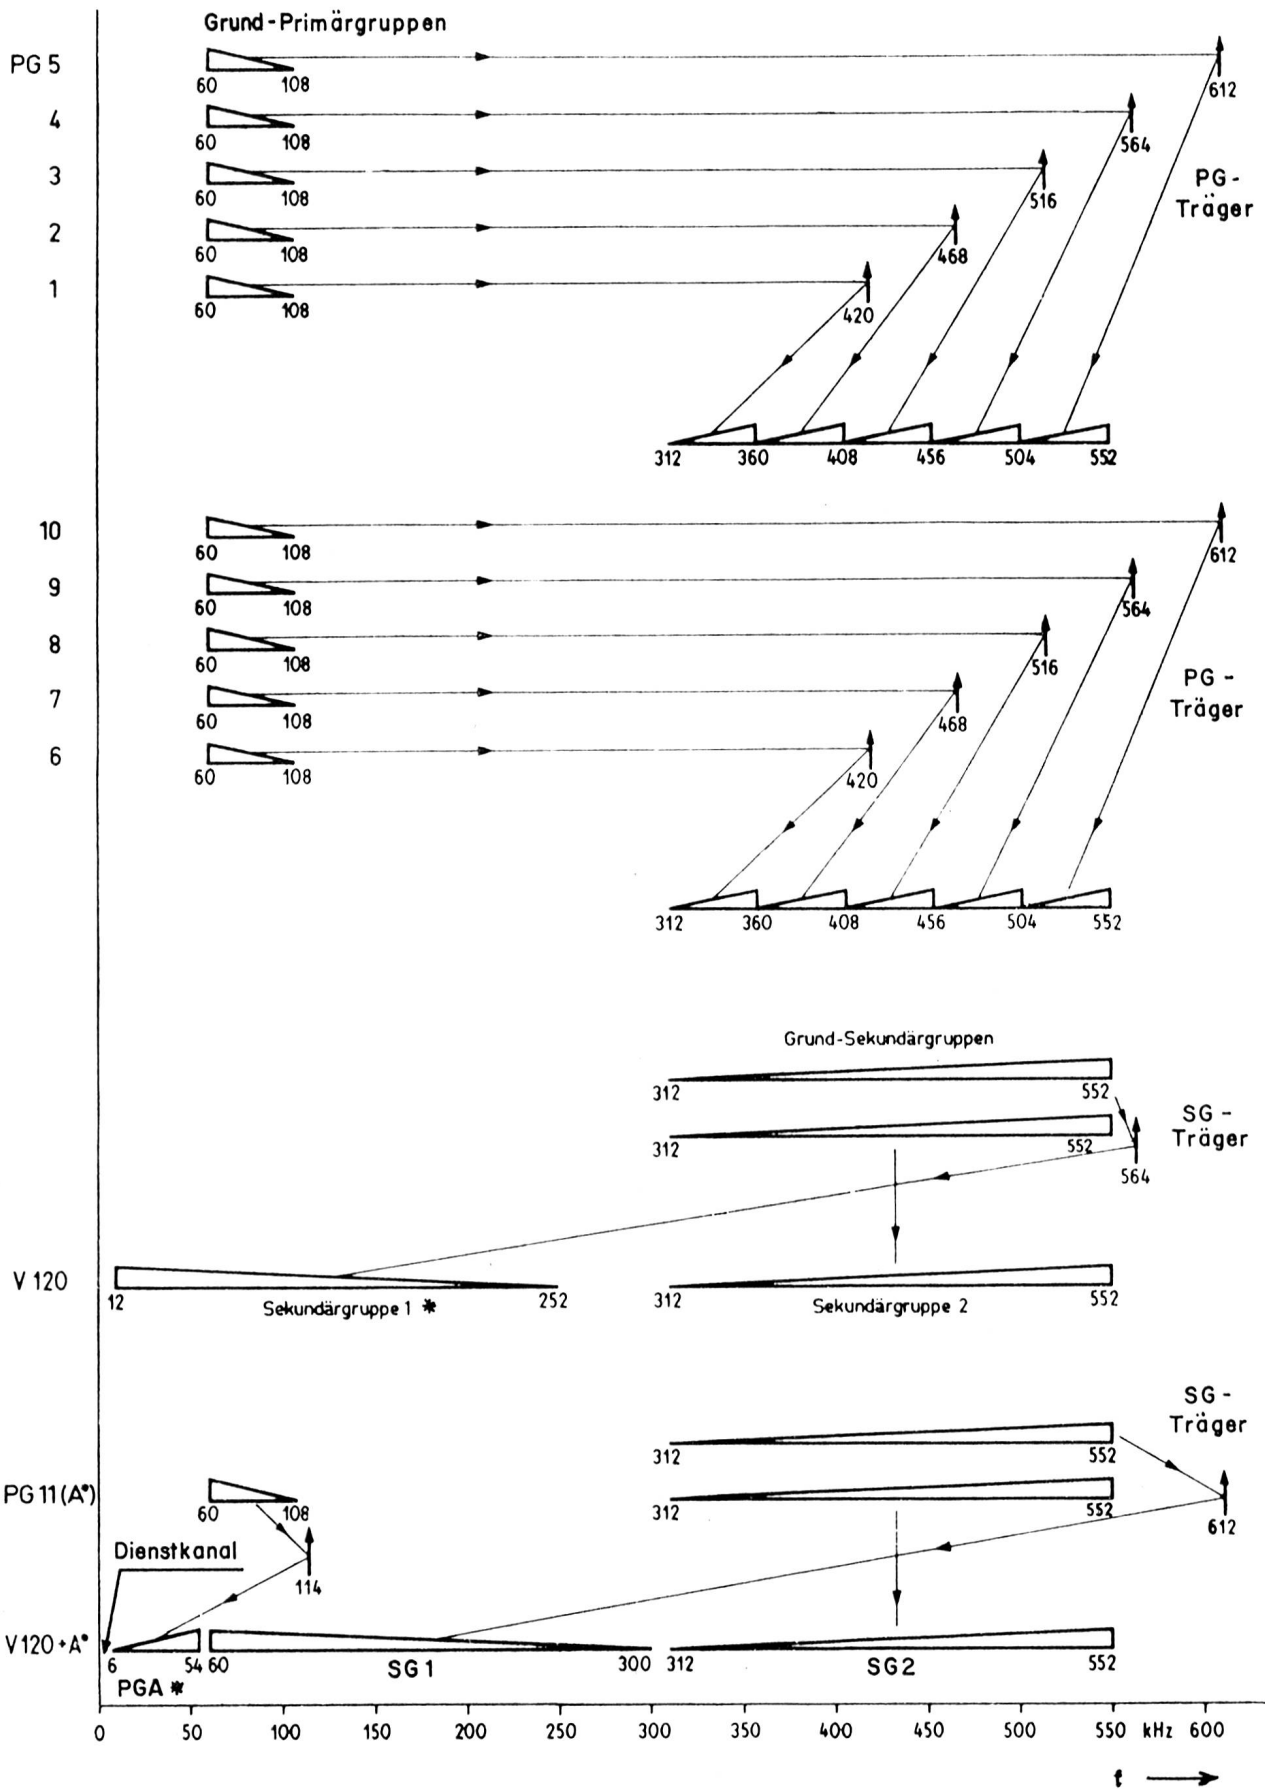 Grund-Primärgruppen
PG 5
60 108
612
4
60 108
564
3
60 108
516
PG -
Träger
2
60 108
468
1
60 108
420
312 360 408 456 504 552
10
60 108
612
9
60 108
564
8
60 108
516
PG -
Träger
7
60 108
468
6
60 108
420
312 360 408 456 504 552
Grund-Sekundärgruppen
312 552
SG -
Träger
312 552
564
V 120
12 252 312 552
Sekundärgruppe 1 * Sekundärgruppe 2
SG -
Träger
312 552
PG 11 (A*)
60 108 312 552
612
Dienstkanal
114
V 120 + A*
6 54 60 300 312 552
SG 1 SG 2
PGA *
0 50 100 150 200 250 300 350 400 450 500 550 kHz 600
f